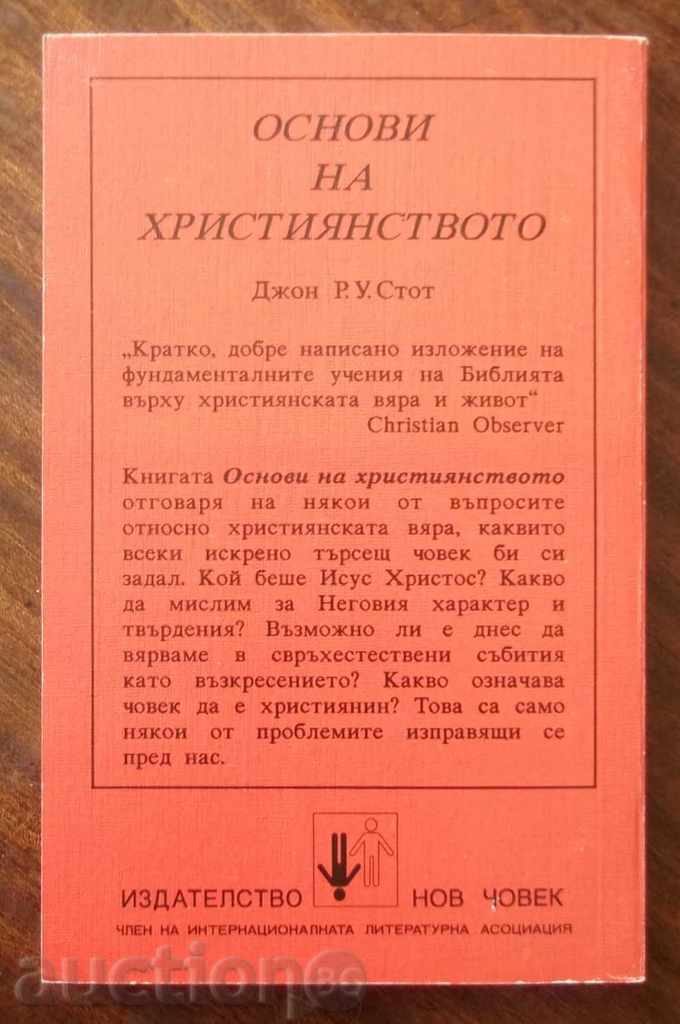 ОСНОВИ
НА
ХРИСТИЯНСТВОТО
Джон Р.У.Стот
„Кратко, добре написано изложение на
фундаменталните учения на Библията
върху християнската вяра и живот“
Christian Observer
Книгата Основи на християнството
отговаря на някои от въпросите
относно християнската вяра, каквито
всеки искрено търсещ човек би си
задал. Кой беше Исус Христос? Какво
да мислим за Неговия характер и
твърдения? Възможно ли е днес да
вярваме в свръхестествени събития
като възкресението? Какво означава
човек да е християнин? Това са само
някои от проблемите изправящи се
пред нас.
ИЗДАТЕЛСТВО НОВ ЧОВЕК
ЧЛЕН НА ИНТЕРНАЦИОНАЛНАТА ЛИТЕРАТУРНА АСОЦИАЦИЯ
auction.BG